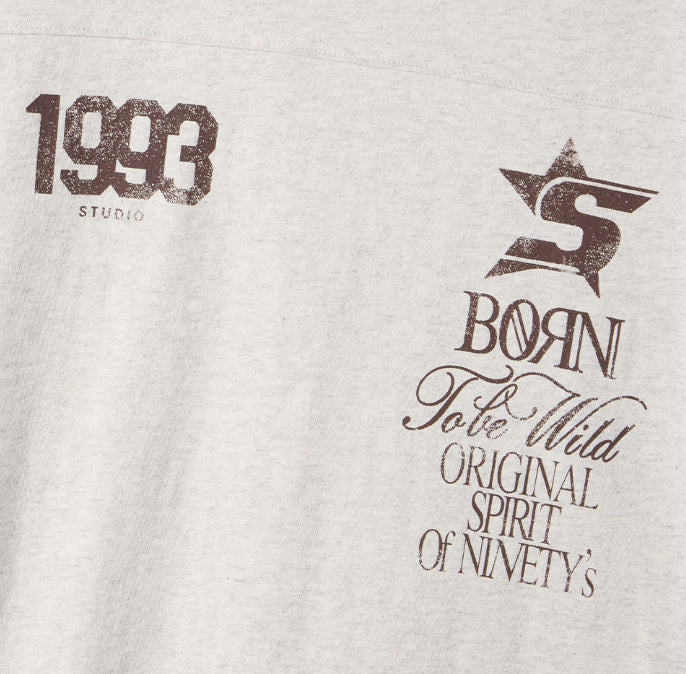 1993
STUDIO
S
BORN
To be Wild
ORIGINAL
SPIRIT
Of NINETY's